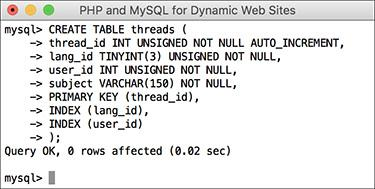 PHP and MySQL for Dynamic Web Sites
mysql> CREATE TABLE threads (
    -> thread_id INT UNSIGNED NOT NULL AUTO_INCREMENT,
    -> lang_id TINYINT(3) UNSIGNED NOT NULL,
    -> user_id INT UNSIGNED NOT NULL,
    -> subject VARCHAR(150) NOT NULL,
    -> PRIMARY KEY (thread_id),
    -> INDEX (lang_id),
    -> INDEX (user_id)
    -> );
Query OK, 0 rows affected (0.02 sec)
mysql>